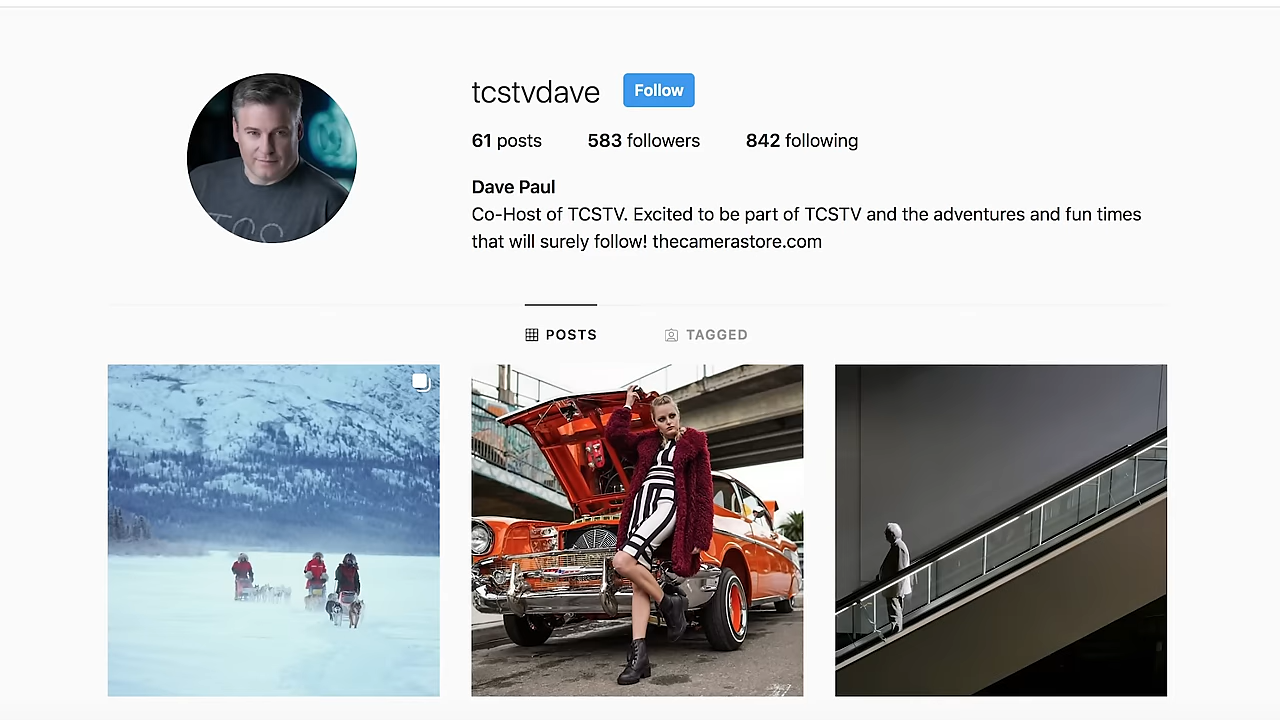 tcstvdave Follow
61 posts 583 followers 842 following
Dave Paul
Co-Host of TCSTV. Excited to be part of TCSTV and the adventures and fun times
that will surely follow! thecamerastore.com
TCS
POSTS TAGGED